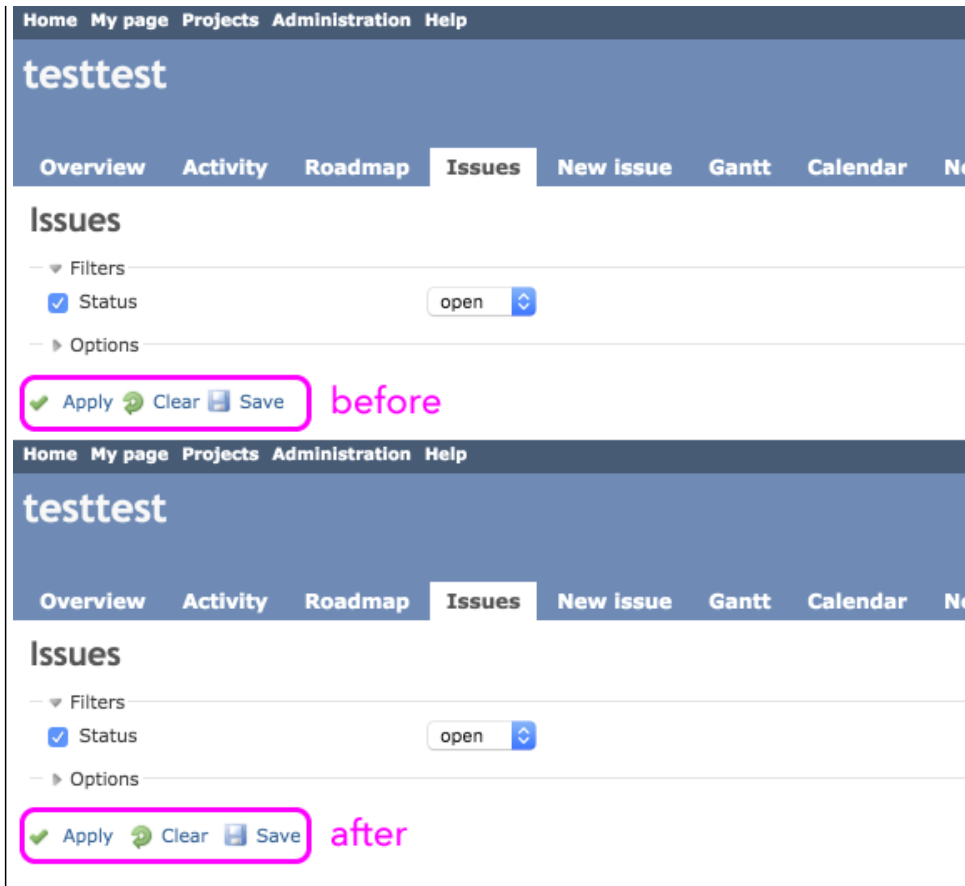 Home My page Projects Administration Help
testtest
Overview Activity Roadmap Issues New issue Gantt Calendar
Issues
Filters
Status open
Options
Apply Clear Save before
Home My page Projects Administration Help
testtest
Overview Activity Roadmap Issues New issue Gantt Calendar
Issues
Filters
Status open
Options
Apply Clear Save after